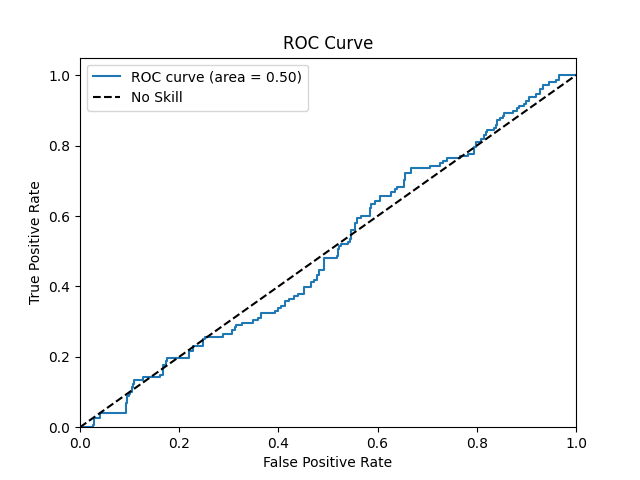 ROC Curve
ROC curve (area = 0.50)
No Skill
True Positive Rate
1.0
0.8
0.6
0.4
0.2
0.0
0.0 0.2 0.4 0.6 0.8 1.0
False Positive Rate